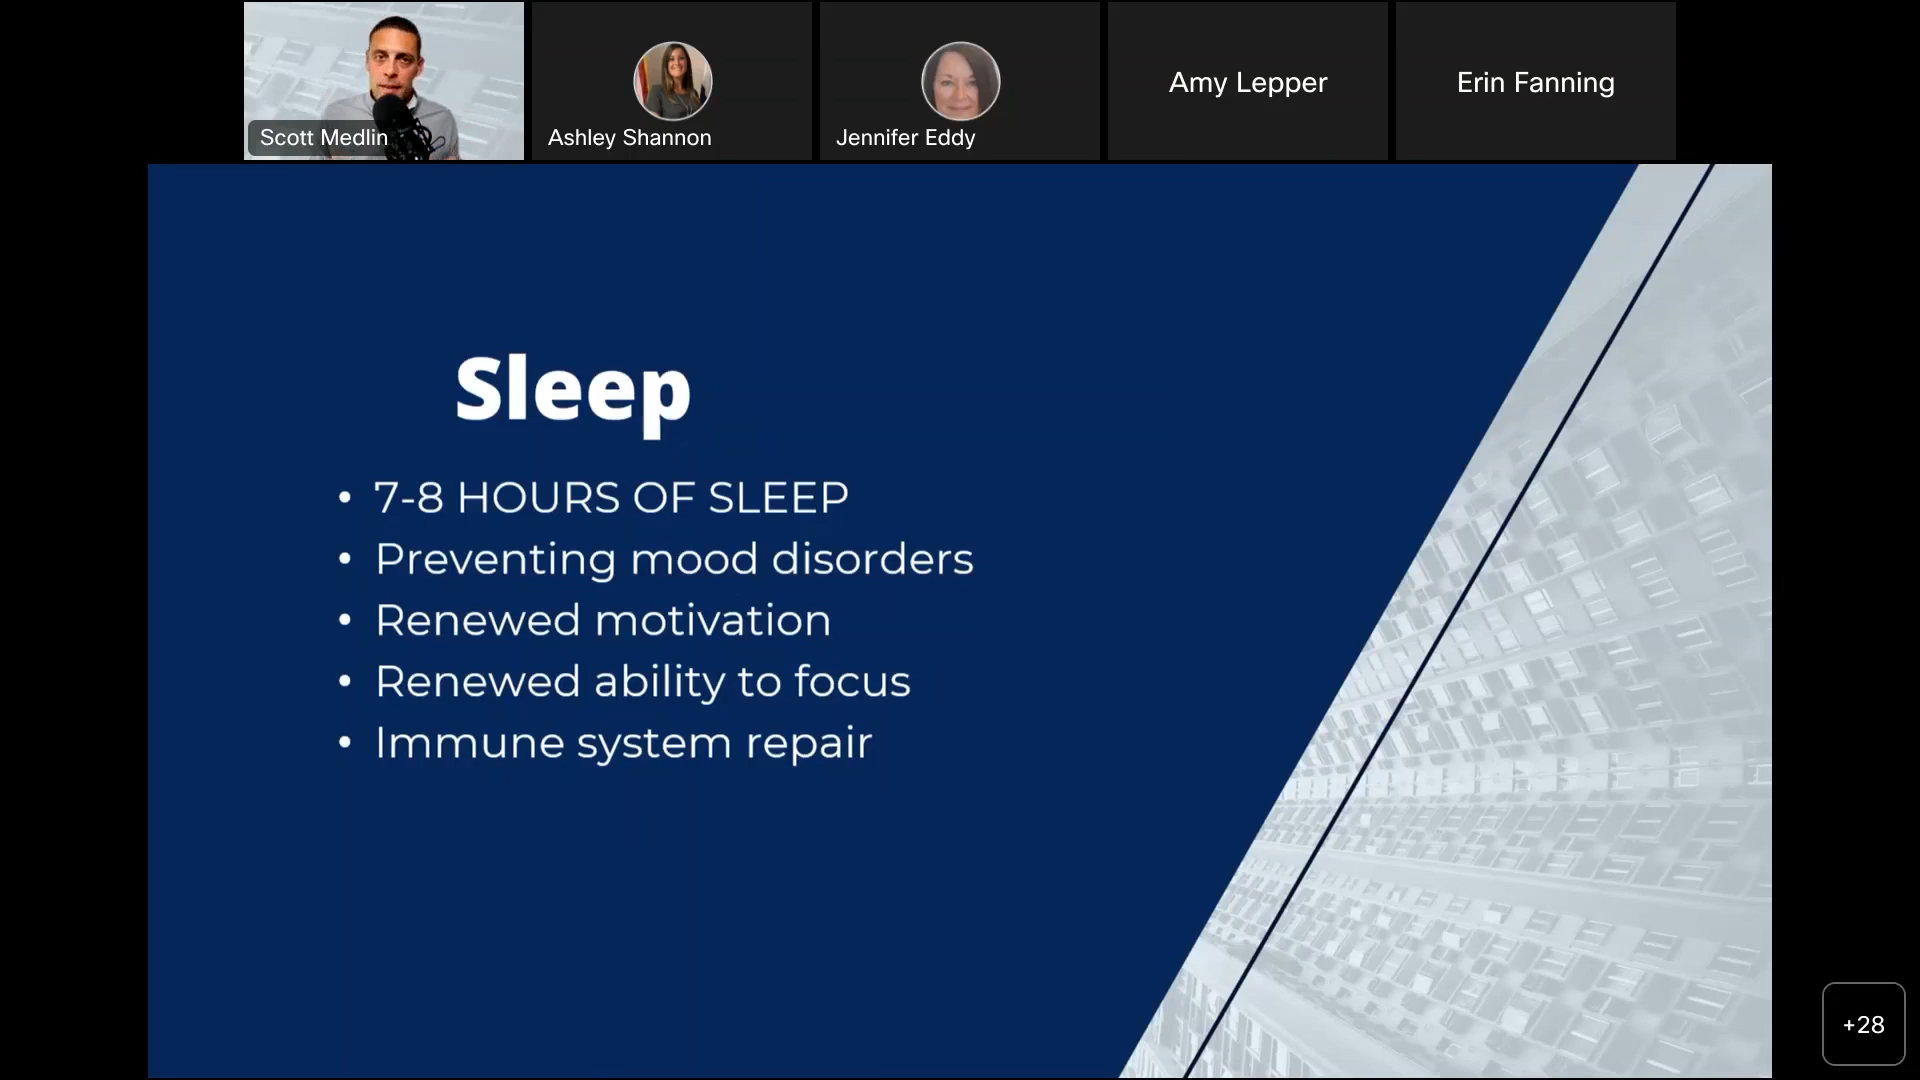 Scott Medlin
Ashley Shannon
Jennifer Eddy
Amy Lepper
Erin Fanning
Sleep
• 7-8 HOURS OF SLEEP
• Preventing mood disorders
• Renewed motivation
• Renewed ability to focus
• Immune system repair
+28